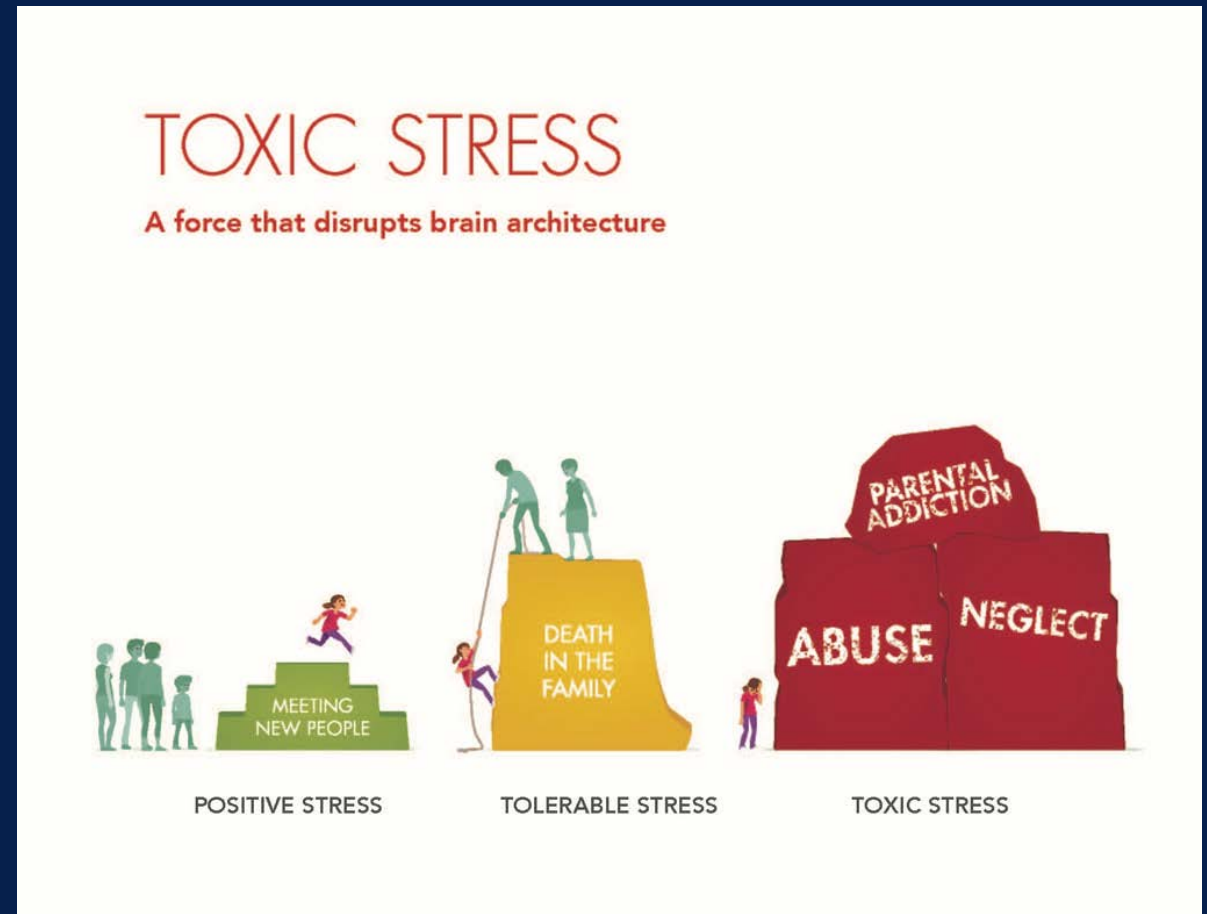 TOXIC STRESS
A force that disrupts brain architecture
MEETING
NEW PEOPLE
DEATH
IN THE
FAMILY
PARENTAL
ADDICTION
ABUSE
NEGLECT
POSITIVE STRESS
TOLERABLE STRESS
TOXIC STRESS